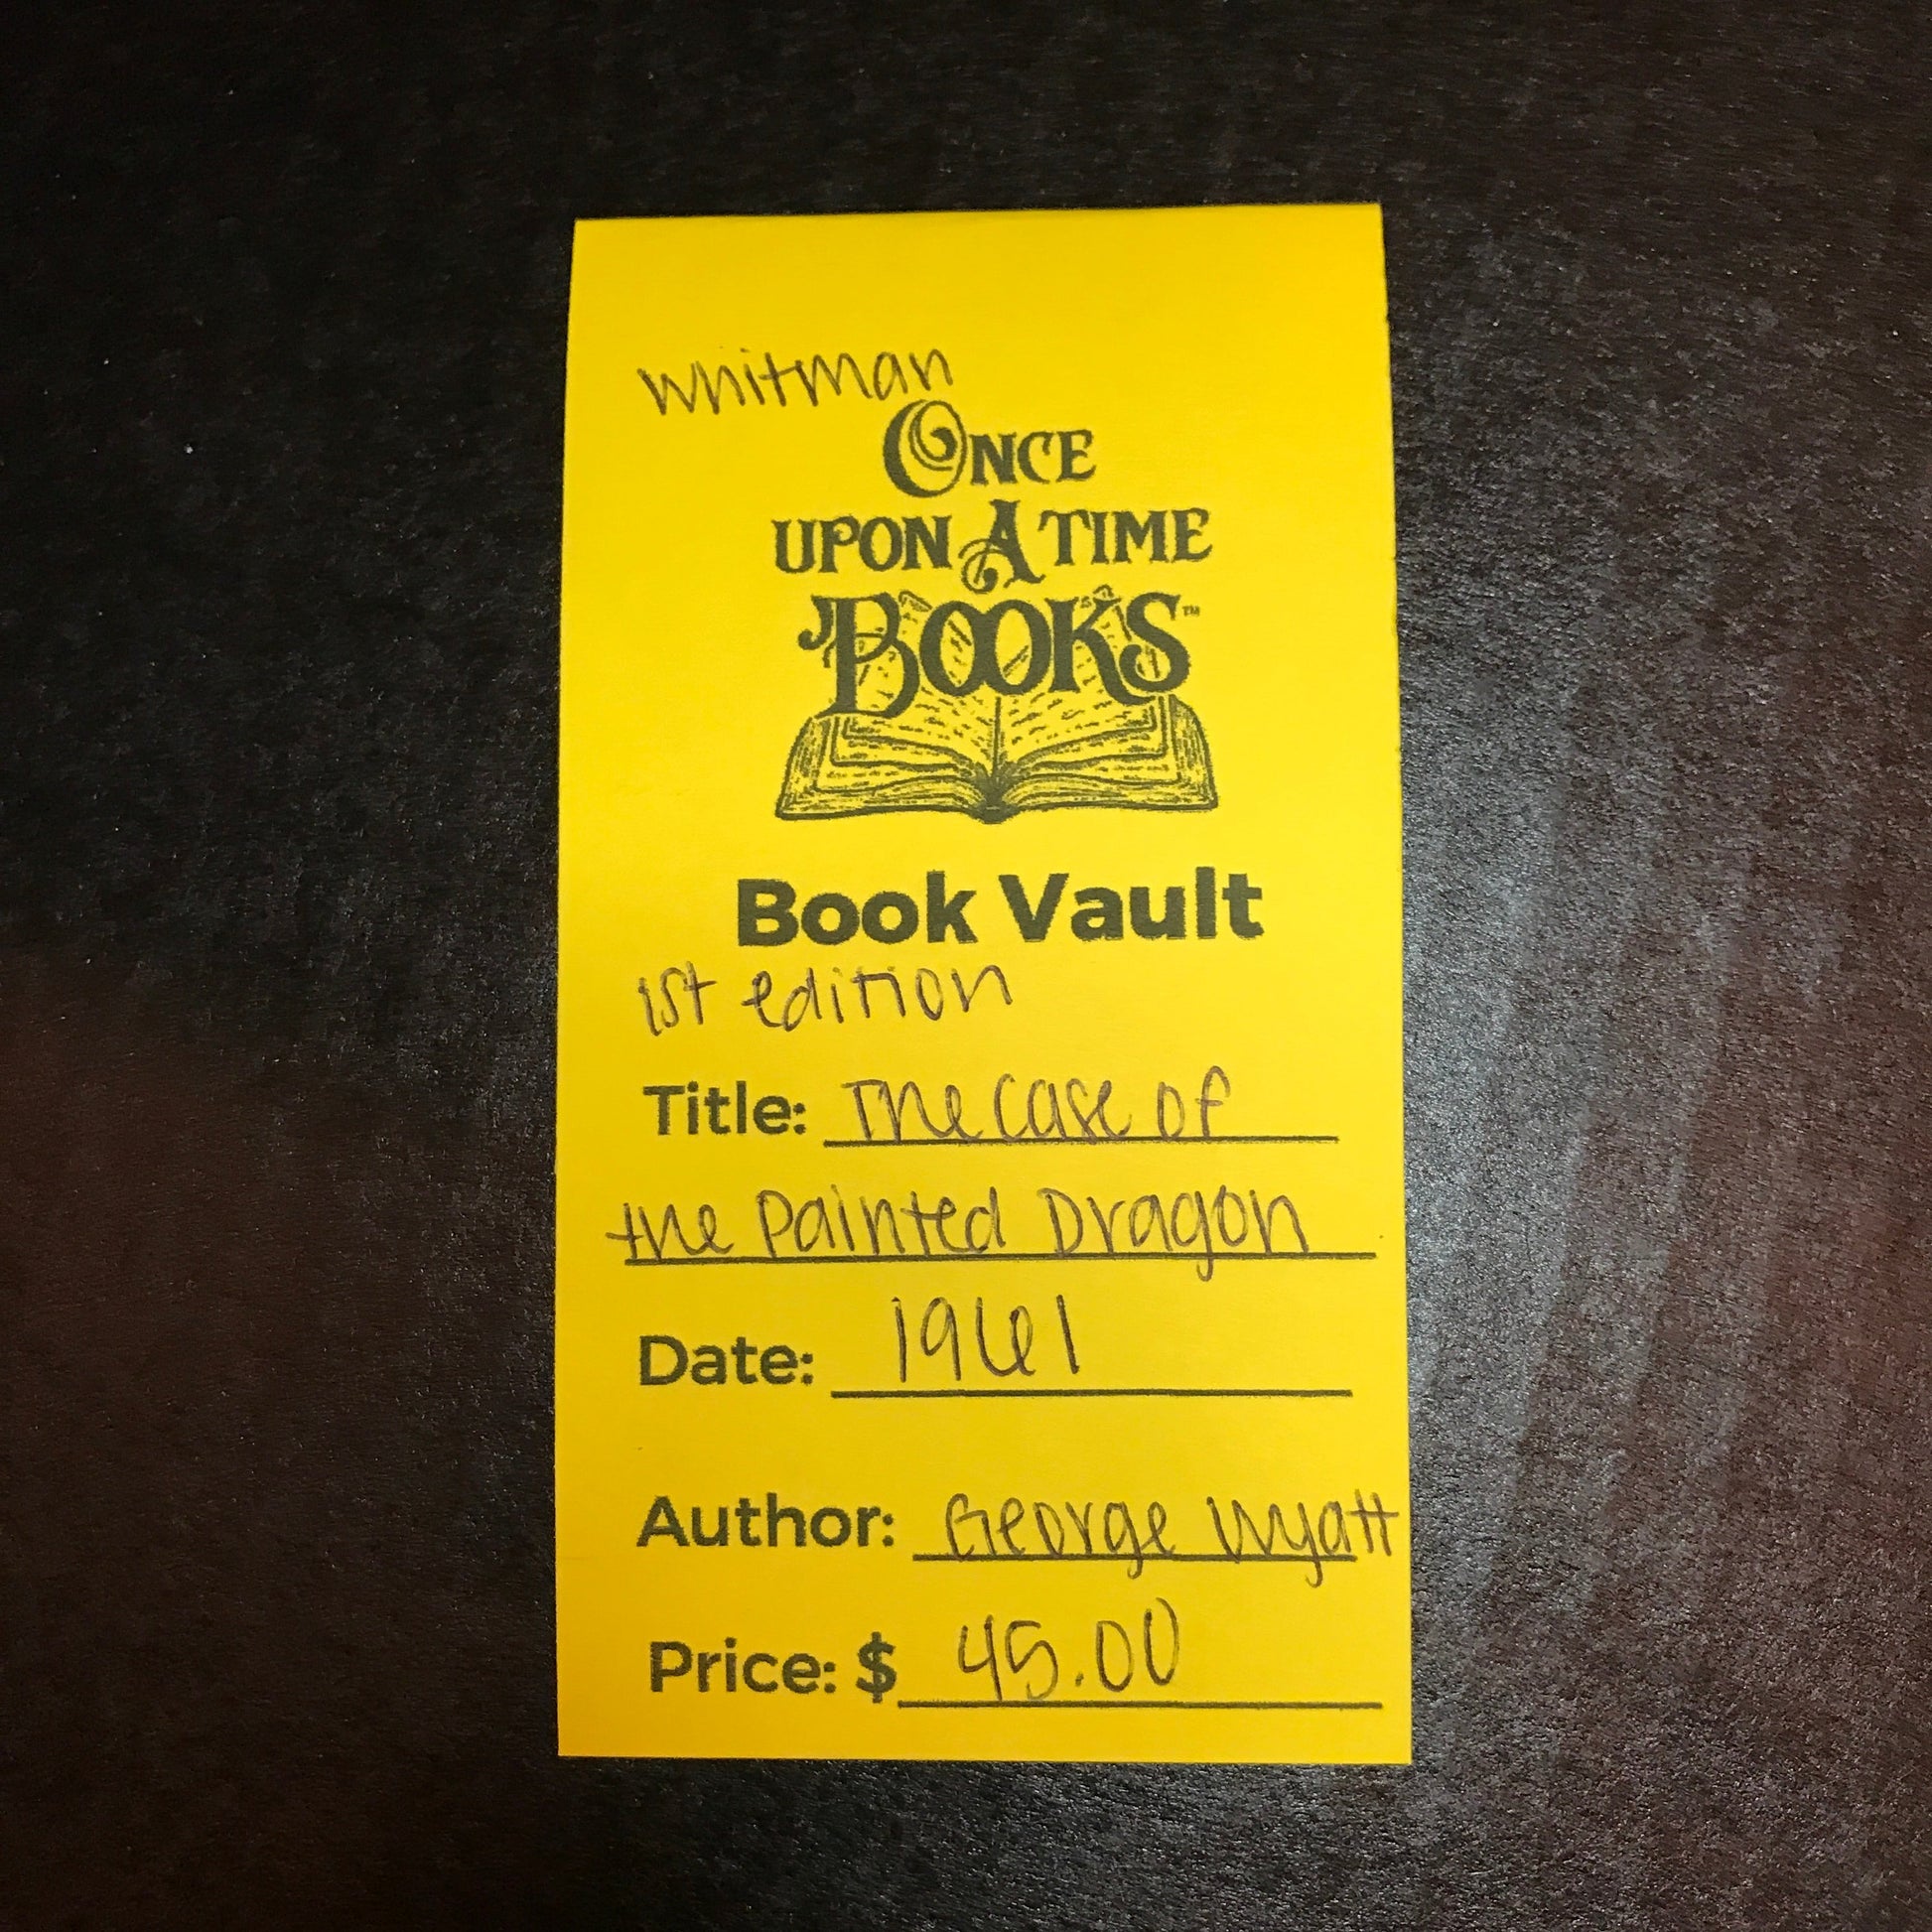 whitman
ONCE
UPON A TIME
BOOKS™
Book Vault
1st edition
Title: The Case of
the Painted Dragon
Date: 1961
Author: George Wyatt
Price: $ 45.00